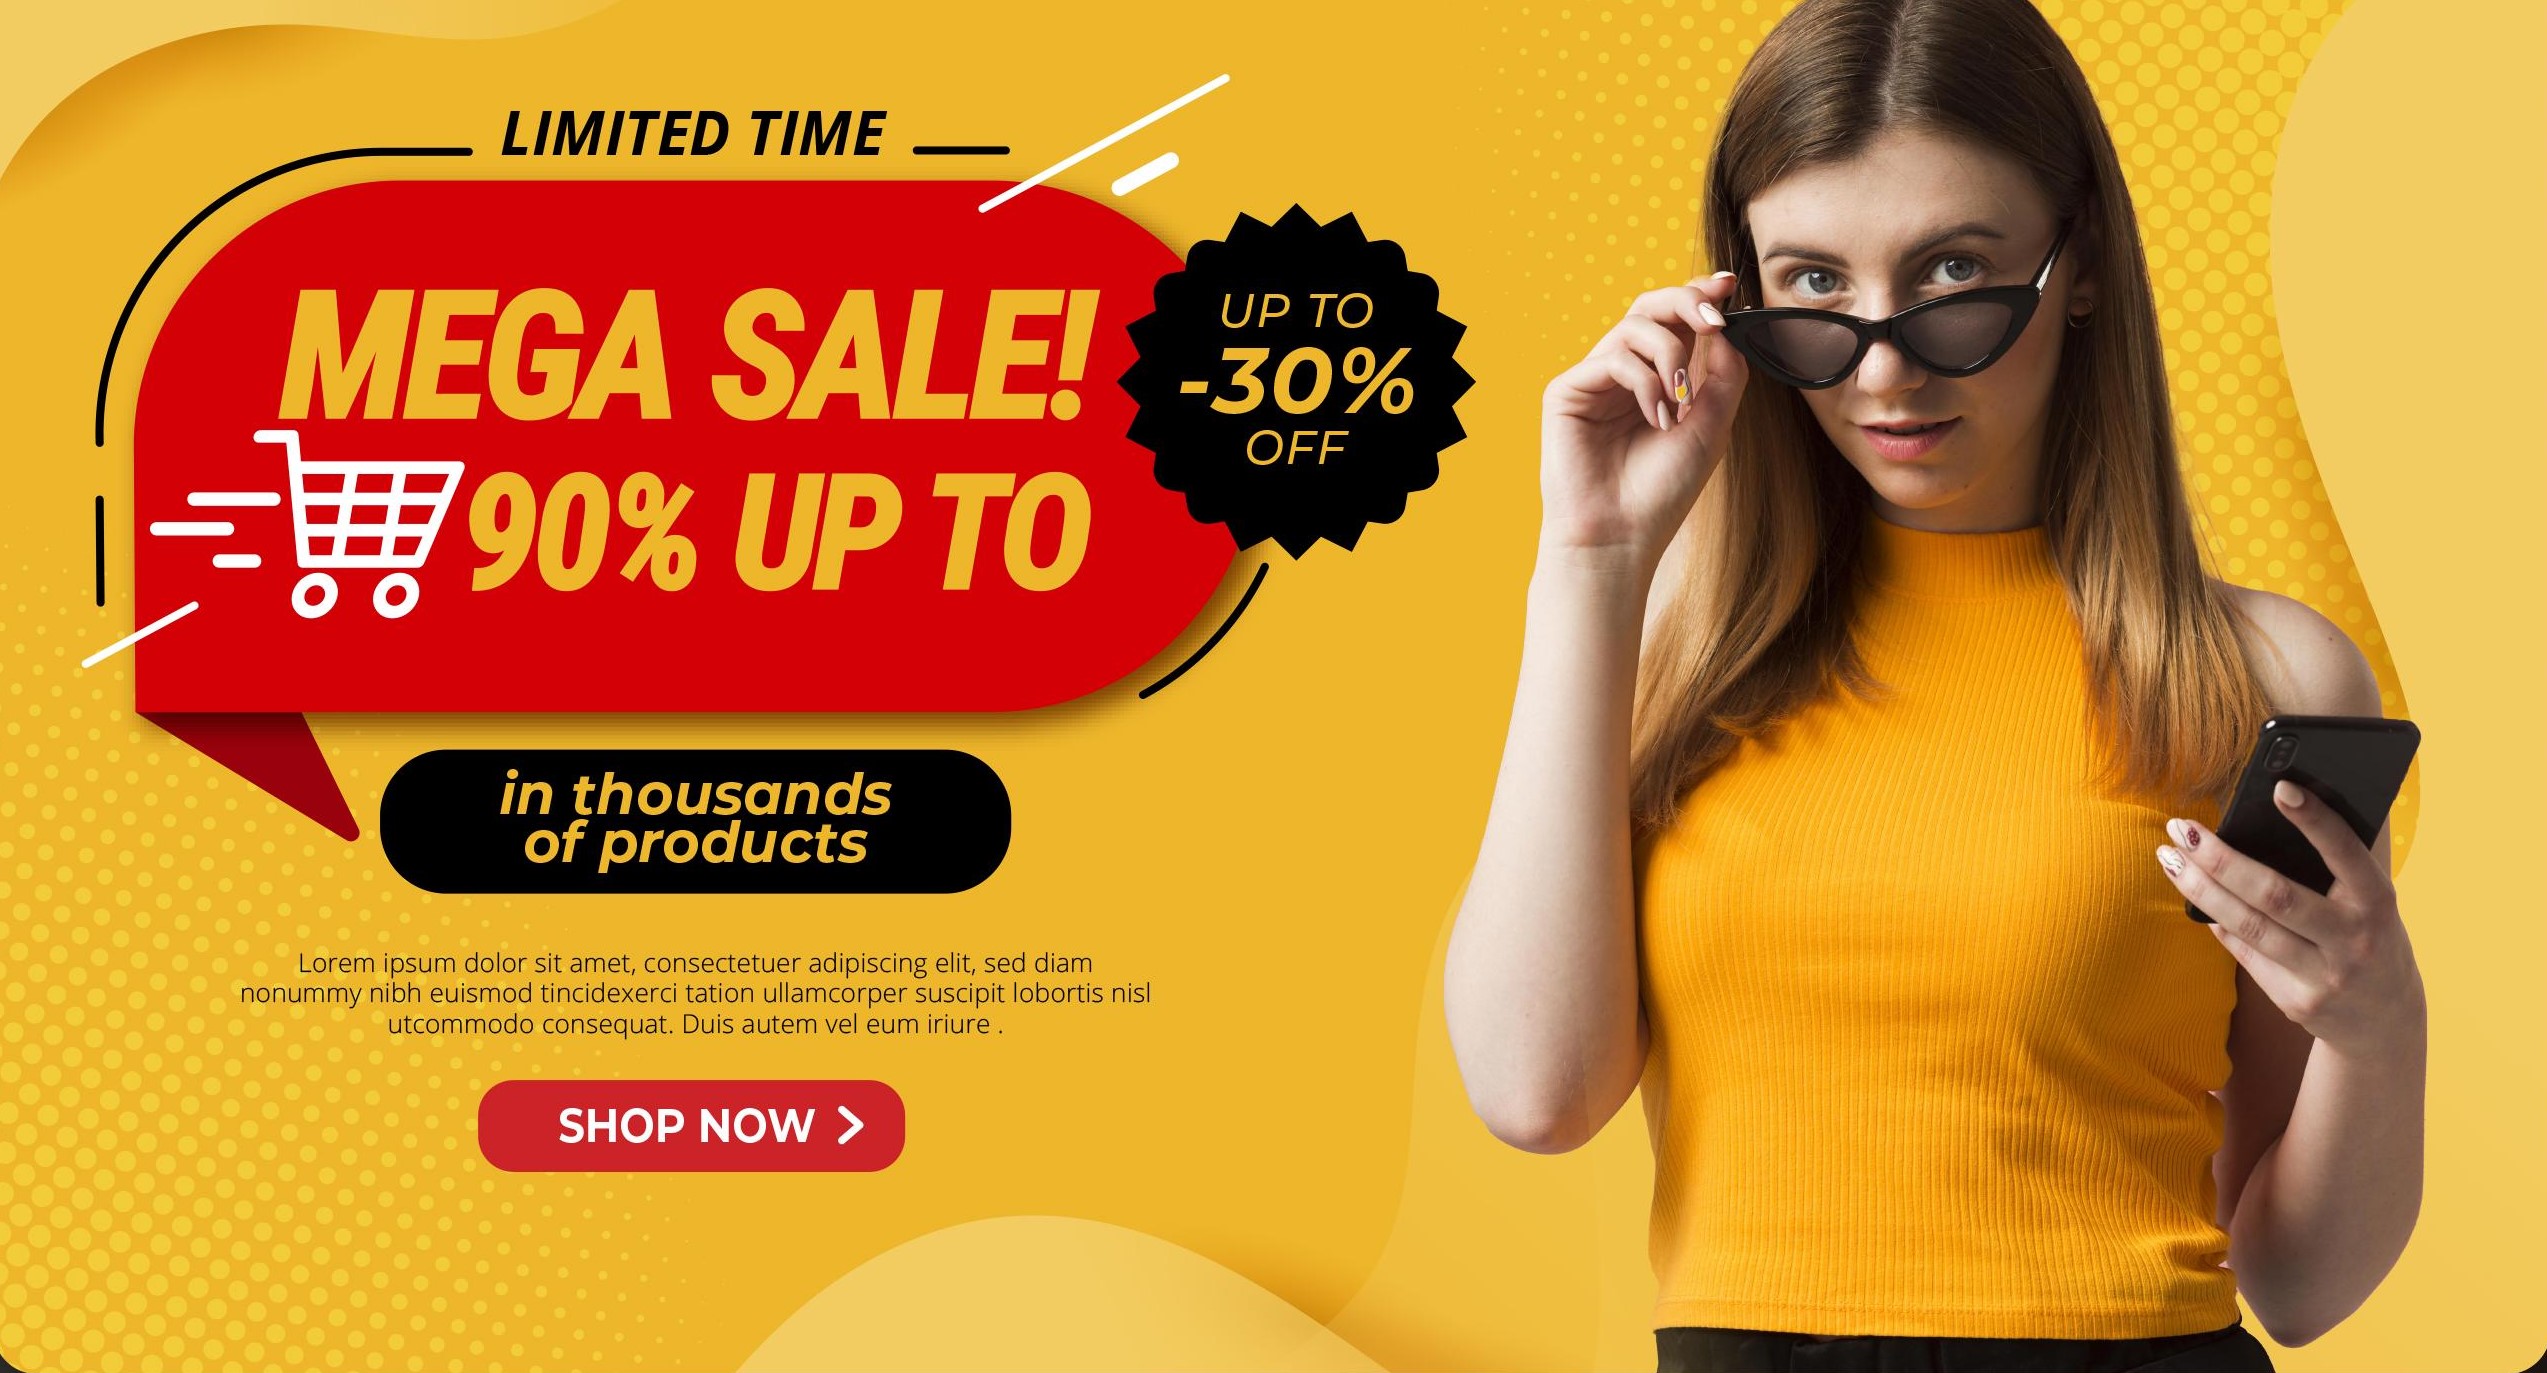 LIMITED TIME
MEGA SALE!
90% UP TO
UP TO
-30%
OFF
in thousands
of products
Lorem ipsum dolor sit amet, consectetuer adipiscing elit, sed diam
nonummy nibh euismod tincidexerci tation ullamcorper suscipit lobortis nisl
utcommodo consequat. Duis autem vel eum iriure .
SHOP NOW